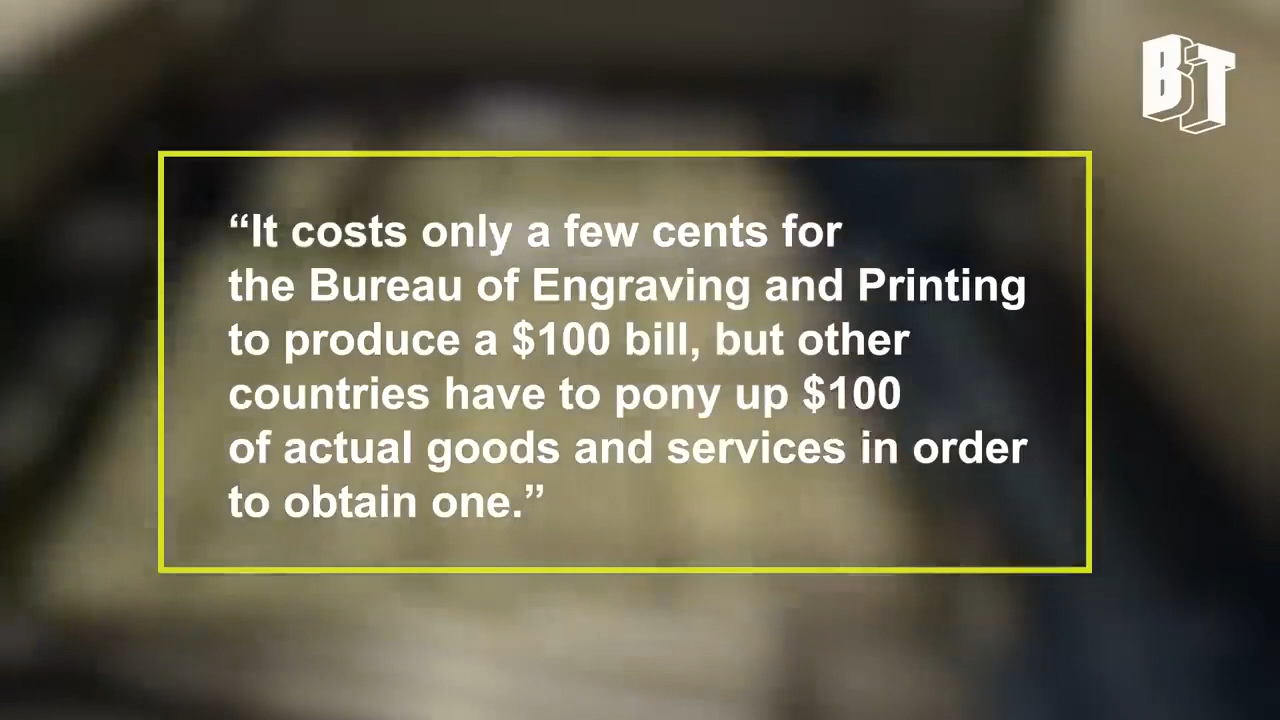 BT
“It costs only a few cents for
the Bureau of Engraving and Printing
to produce a $100 bill, but other
countries have to pony up $100
of actual goods and services in order
to obtain one.”